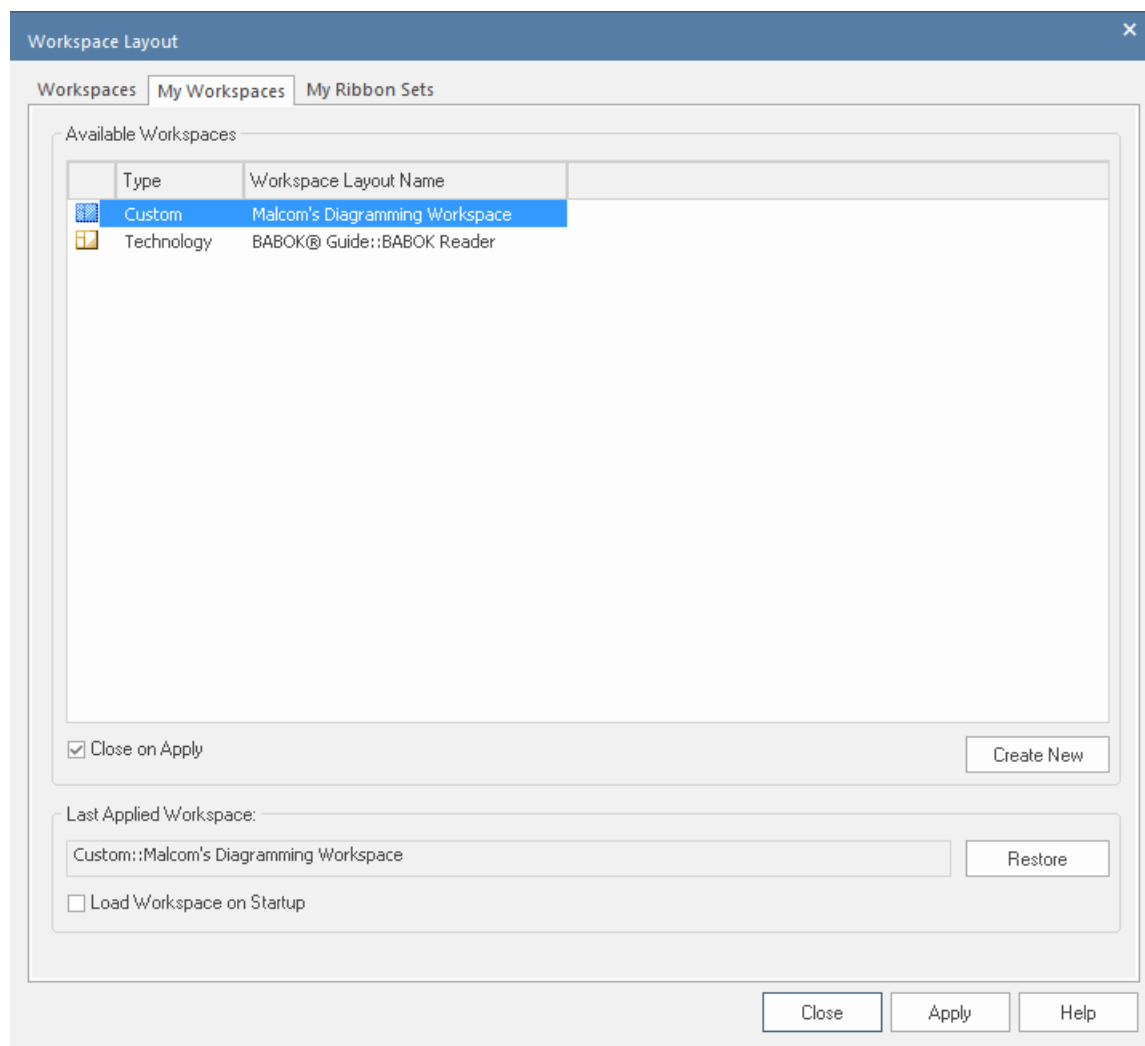 Workspace Layout
Workspaces My Workspaces My Ribbon Sets
Available Workspaces
Type Workspace Layout Name
Custom Malcom's Diagramming Workspace
Technology BABOK® Guide::BABOK Reader
Close on Apply
Create New
Last Applied Workspace:
Custom::Malcom's Diagramming Workspace
Restore
Load Workspace on Startup
Close Apply Help